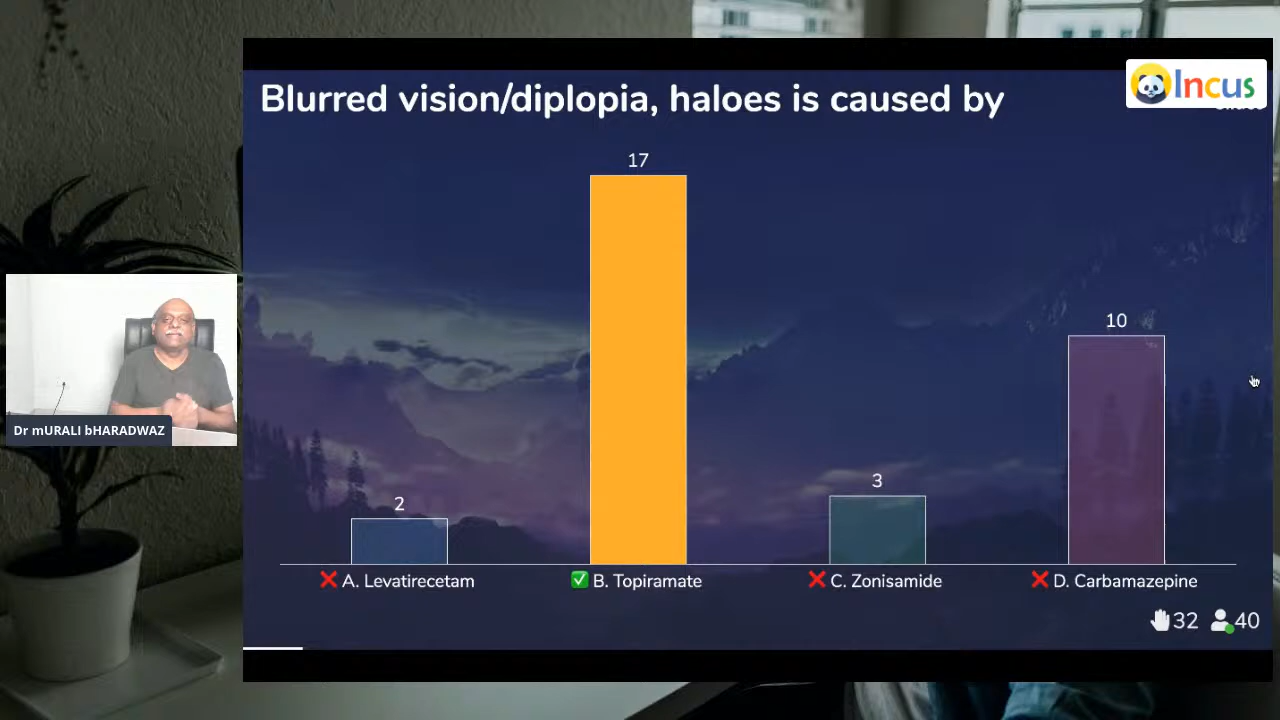 Blurred vision/diplopia, haloes is caused by
Incus
17
10
3
2
A. Levatirecetam
B. Topiramate
C. Zonisamide
D. Carbamazepine
32
40
Dr mURALI bHARADWAZ